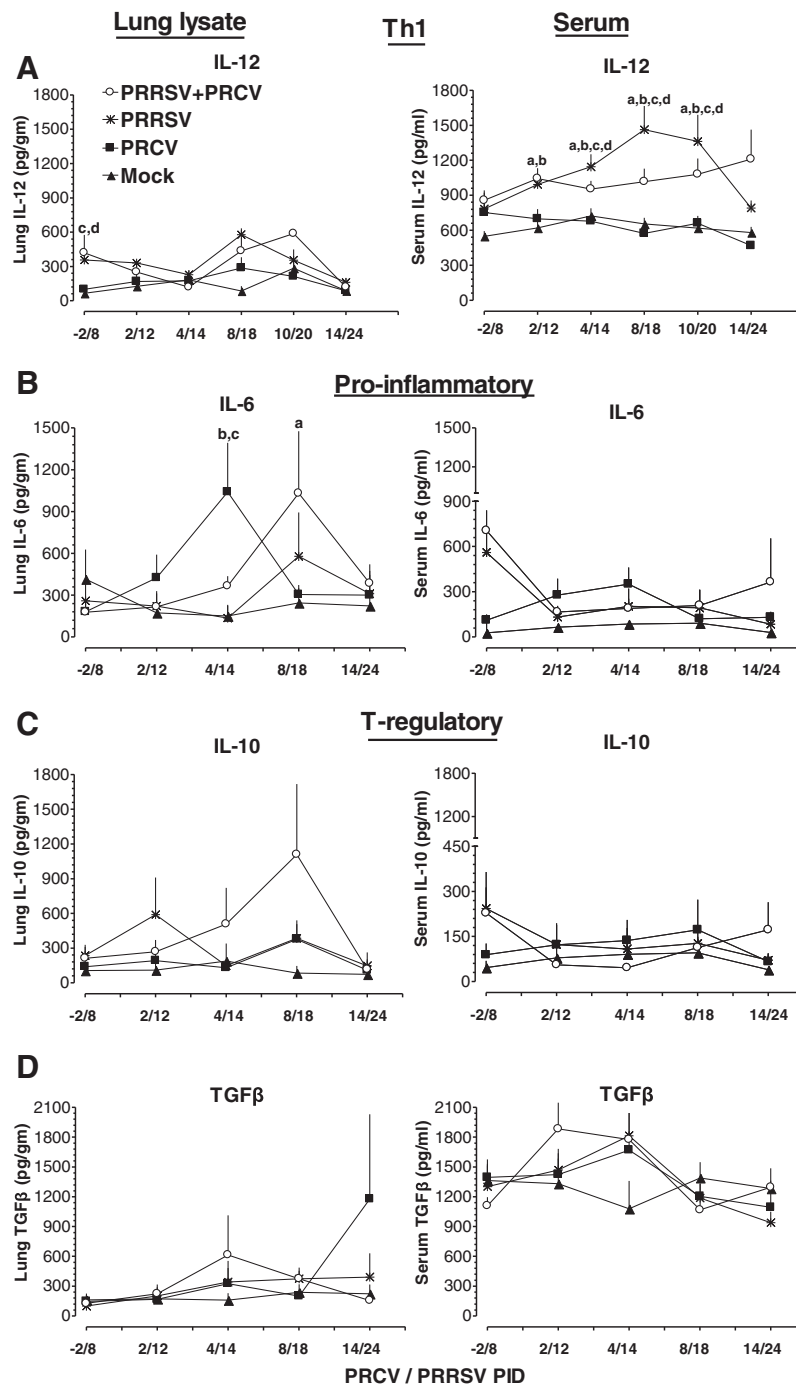 Lung lysate
Th1
Serum
A
IL-12
PRRSV+PRCV
PRRSV
PRCV
Mock
Lung IL-12 (pg/gm)
1800
1500
1200
900
600
300
0
c,d
-2/8 2/12 4/14 8/18 10/20 14/24
IL-12
Serum IL-12 (pg/ml)
1800
1500
1200
900
600
300
0
a,b
a,b,c,d
a,b,c,d
a,b,c,d
-2/8 2/12 4/14 8/18 10/20 14/24
B
Pro-inflammatory
IL-6
Lung IL-6 (pg/gm)
1500
1200
900
600
300
0
b,c
a
-2/8 2/12 4/14 8/18 14/24
IL-6
Serum IL-6 (pg/ml)
1500
1200
900
600
300
0
-2/8 2/12 4/14 8/18 14/24
C
T-regulatory
IL-10
Lung IL-10 (pg/gm)
1800
1500
1200
900
600
300
0
-2/8 2/12 4/14 8/18 14/24
IL-10
Serum IL-10 (pg/ml)
1800
1200
450
300
150
0
-2/8 2/12 4/14 8/18 14/24
D
TGFβ
Lung TGFβ (pg/gm)
2100
1800
1500
1200
900
600
300
0
-2/8 2/12 4/14 8/18 14/24
TGFβ
Serum TGFβ (pg/ml)
2100
1800
1500
1200
900
600
300
0
-2/8 2/12 4/14 8/18 14/24
PRCV / PRRSV PID